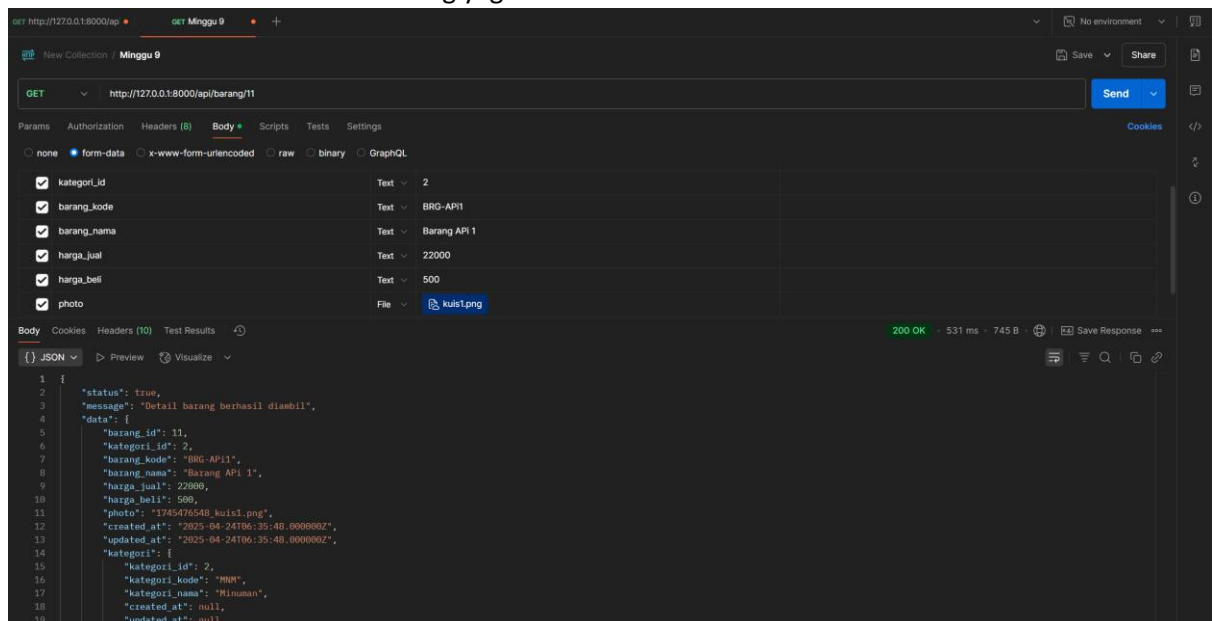 GET http://127.0.0.1:8000/ap GET Minggu 9 + No environment
New Collection / Minggu 9 Save Share
GET http://127.0.0.1:8000/api/barang/11 Send
Params Authorization Headers (8) Body Scripts Tests Settings Cookies
none form-data x-www-form-urlencoded raw binary GraphQL
kategori_id Text 2
barang_kode Text BRG-APi1
barang_nama Text Barang APi 1
harga_jual Text 22000
harga_beli Text 500
photo File kuis1.png
Body Cookies Headers (10) Test Results 200 OK 531 ms 745 B Save Response
{} JSON Preview Visualize
1 {
2 "status": true,
3 "message": "Detail barang berhasil diambil",
4 "data": {
5 "barang_id": 11,
6 "kategori_id": 2,
7 "barang_kode": "BRG-APi1",
8 "barang_nama": "Barang APi 1",
9 "harga_jual": 22000,
10 "harga_beli": 500,
11 "photo": "1745476548_kuis1.png",
12 "created_at": "2025-04-24T06:35:48.000000Z",
13 "updated_at": "2025-04-24T06:35:48.000000Z",
14 "kategori": {
15 "kategori_id": 2,
16 "kategori_kode": "MNM",
17 "kategori_nama": "Minuman",
18 "created_at": null,
19 "updated_at": null